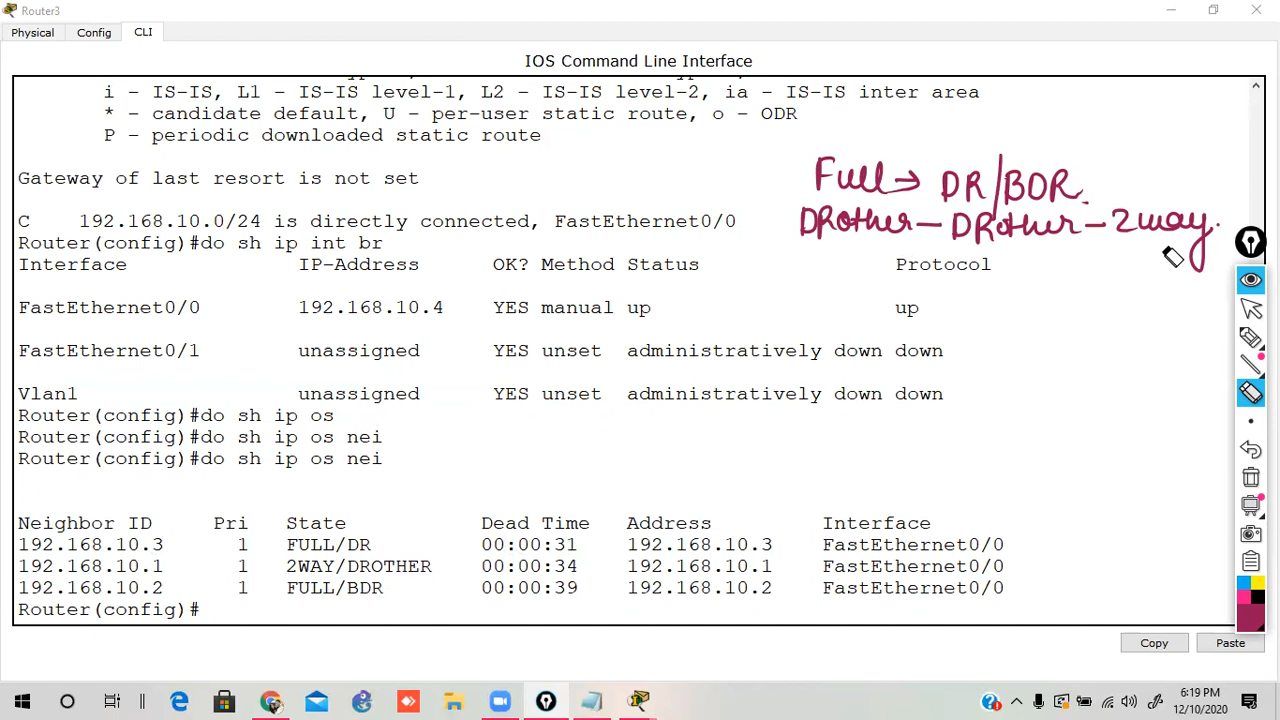 Router3
Physical Config CLI
IOS Command Line Interface
i - IS-IS, L1 - IS-IS level-1, L2 - IS-IS level-2, ia - IS-IS inter area
* - candidate default, U - per-user static route, o - ODR
P - periodic downloaded static route
Full → DR/BDR.
Gateway of last resort is not set
DRother - DRother - 2way.
C 192.168.10.0/24 is directly connected, FastEthernet0/0
Router(config)#do sh ip int br
Interface IP-Address OK? Method Status Protocol
FastEthernet0/0 192.168.10.4 YES manual up up
FastEthernet0/1 unassigned YES unset administratively down down
Vlan1 unassigned YES unset administratively down down
Router(config)#do sh ip os
Router(config)#do sh ip os nei
Router(config)#do sh ip os nei
Neighbor ID Pri State Dead Time Address Interface
192.168.10.3 1 FULL/DR 00:00:31 192.168.10.3 FastEthernet0/0
192.168.10.1 1 2WAY/DROTHER 00:00:34 192.168.10.1 FastEthernet0/0
192.168.10.2 1 FULL/BDR 00:00:39 192.168.10.2 FastEthernet0/0
Router(config)#
Copy Paste
6:19 PM
12/10/2020